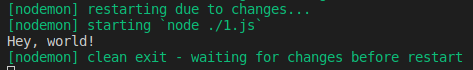 [nodemon] restarting due to changes...
[nodemon] starting `node ./1.js`
Hey, world!
[nodemon] clean exit - waiting for changes before restart